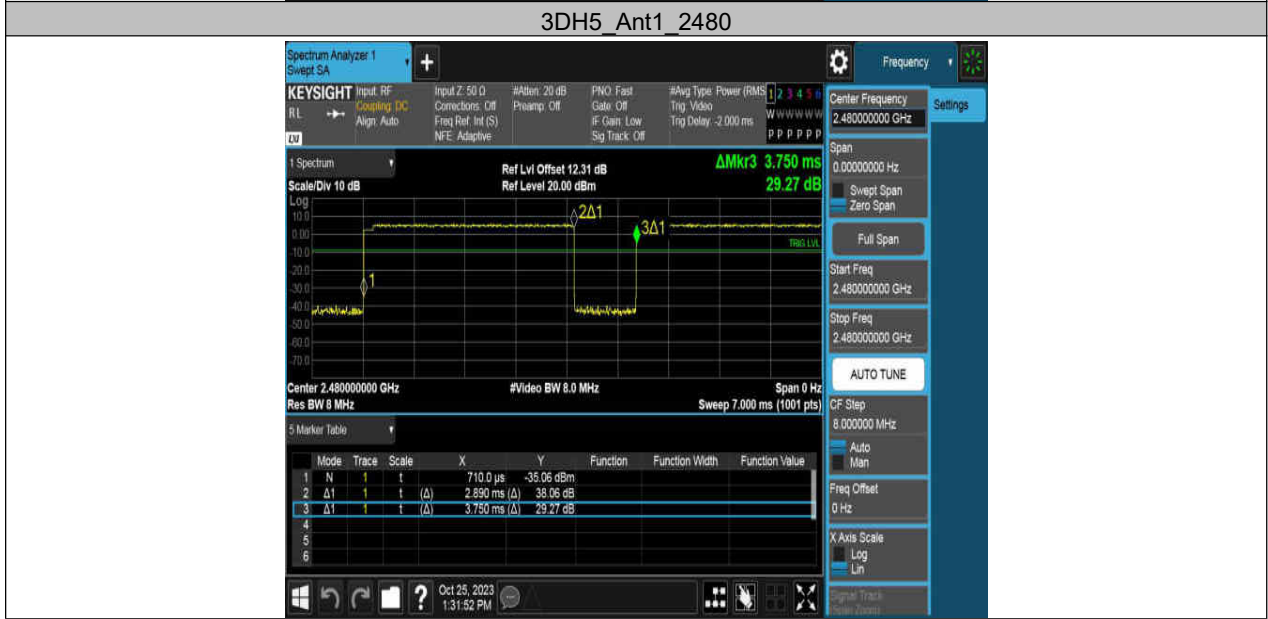 3DH5_Ant1_2480
Spectrum Analyzer 1
Swept SA
+
Frequency
KEYSIGHT
RL
LXI
Input: RF
Coupling: DC
Align: Auto
Input Z: 50 Ω
Corrections: Off
Freq Ref: Int (S)
NFE: Adaptive
#Atten: 20 dB
Preamp: Off
PNO: Fast
Gate: Off
IF Gain: Low
Sig Track: Off
#Avg Type: Power (RMS
Trig: Video
Trig Delay: -2.000 ms
1 2 3 4 5 6
W W W W W W
P P P P P P
Center Frequency
2.480000000 GHz
Settings
Span
0.00000000 Hz
Swept Span
Zero Span
Full Span
Start Freq
2.480000000 GHz
Stop Freq
2.480000000 GHz
AUTO TUNE
CF Step
8.000000 MHz
Auto
Man
Freq Offset
0 Hz
X Axis Scale
Log
Lin
Signal Track
(Span Zoom)
1 Spectrum
Scale/Div 10 dB
Ref Lvl Offset 12.31 dB
Ref Level 20.00 dBm
ΔMkr3 3.750 ms
29.27 dB
Log
10.0
0.00
-10.0
-20.0
-30.0
-40.0
-50.0
-60.0
-70.0
1
2Δ1
3Δ1
TRIG LVL
Center 2.480000000 GHz
Res BW 8 MHz
#Video BW 8.0 MHz
Span 0 Hz
Sweep 7.000 ms (1001 pts)
5 Marker Table
Mode Trace Scale X Y Function Function Width Function Value
1 N 1 t 710.0 µs -35.06 dBm
2 Δ1 1 t (Δ) 2.890 ms (Δ) 38.06 dB
3 Δ1 1 t (Δ) 3.750 ms (Δ) 29.27 dB
4
5
6
?
Oct 25, 2023
1:31:52 PM